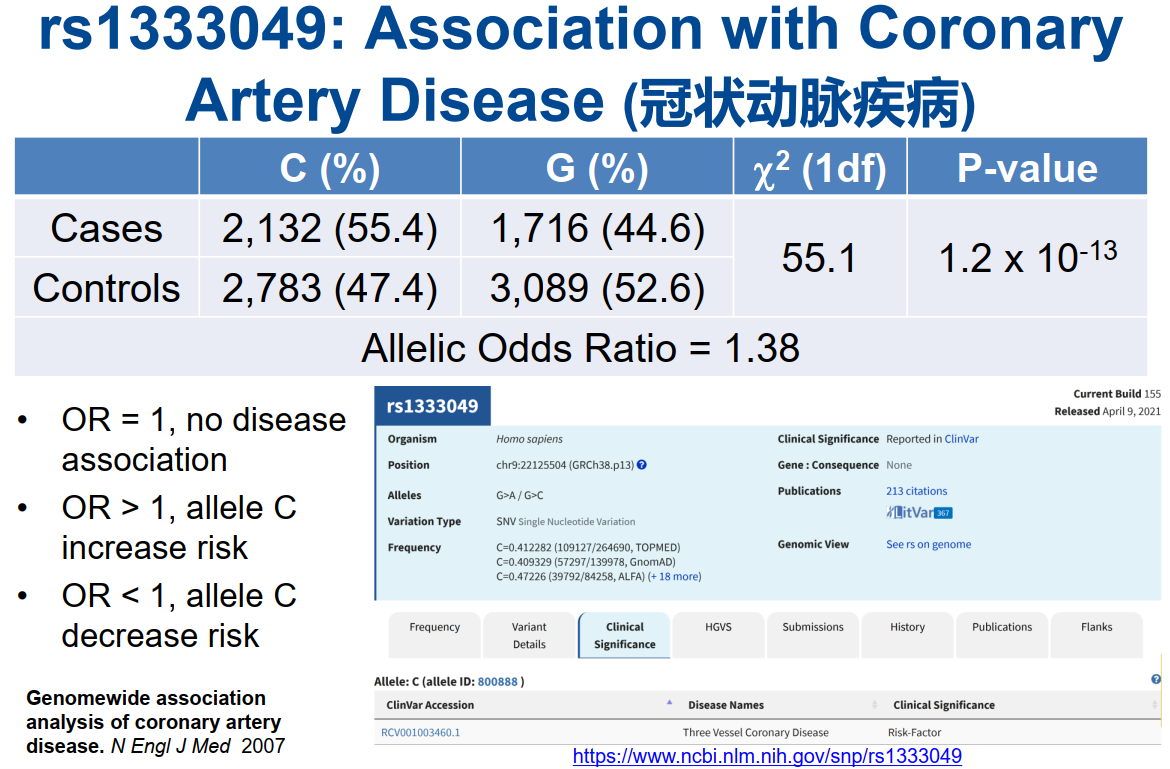 rs1333049: Association with Coronary
Artery Disease (冠状动脉疾病)
C (%) G (%) χ² (1df) P-value
Cases 2,132 (55.4) 1,716 (44.6) 55.1 1.2 x 10⁻¹³
Controls 2,783 (47.4) 3,089 (52.6)
Allelic Odds Ratio = 1.38
• OR = 1, no disease
association
• OR > 1, allele C
increase risk
• OR < 1, allele C
decrease risk
Genomewide association
analysis of coronary artery
disease. N Engl J Med 2007
rs1333049
Current Build 155
Released April 9, 2021
Organism Homo sapiens
Position chr9:22125504 (GRCh38.p13) ?
Alleles G>A / G>C
Variation Type SNV Single Nucleotide Variation
Frequency C=0.412282 (109127/264690, TOPMED)
C=0.409329 (57297/139978, GnomAD)
C=0.47226 (39792/84258, ALFA) (+ 18 more)
Clinical Significance Reported in ClinVar
Gene : Consequence None
Publications 213 citations
LitVar 367
Genomic View See rs on genome
Frequency Variant Details Clinical Significance HGVS Submissions History Publications Flanks
Allele: C (allele ID: 800888 ) ?
ClinVar Accession Disease Names Clinical Significance
RCV001003460.1 Three Vessel Coronary Disease Risk-Factor
https://www.ncbi.nlm.nih.gov/snp/rs1333049